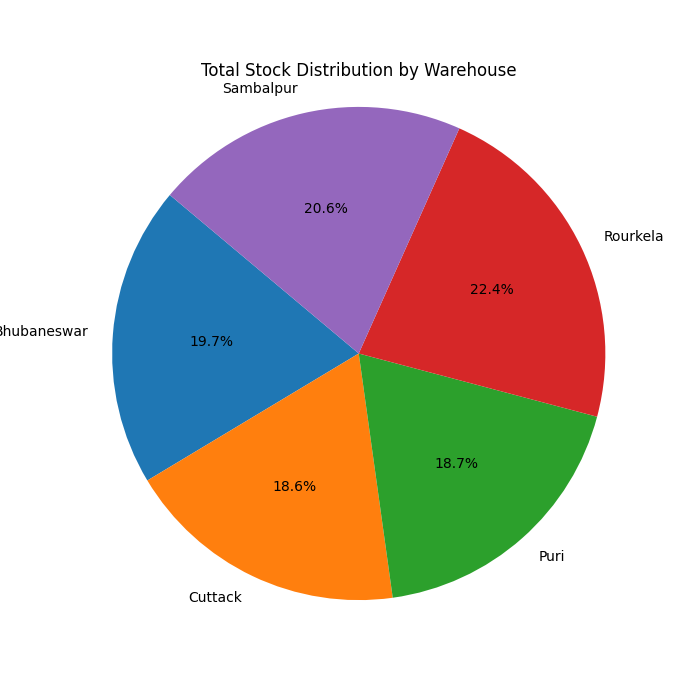 Total Stock Distribution by Warehouse
Sambalpur
20.6%
Rourkela
22.4%
Bhubaneswar
19.7%
18.7%
18.6%
Puri
Cuttack